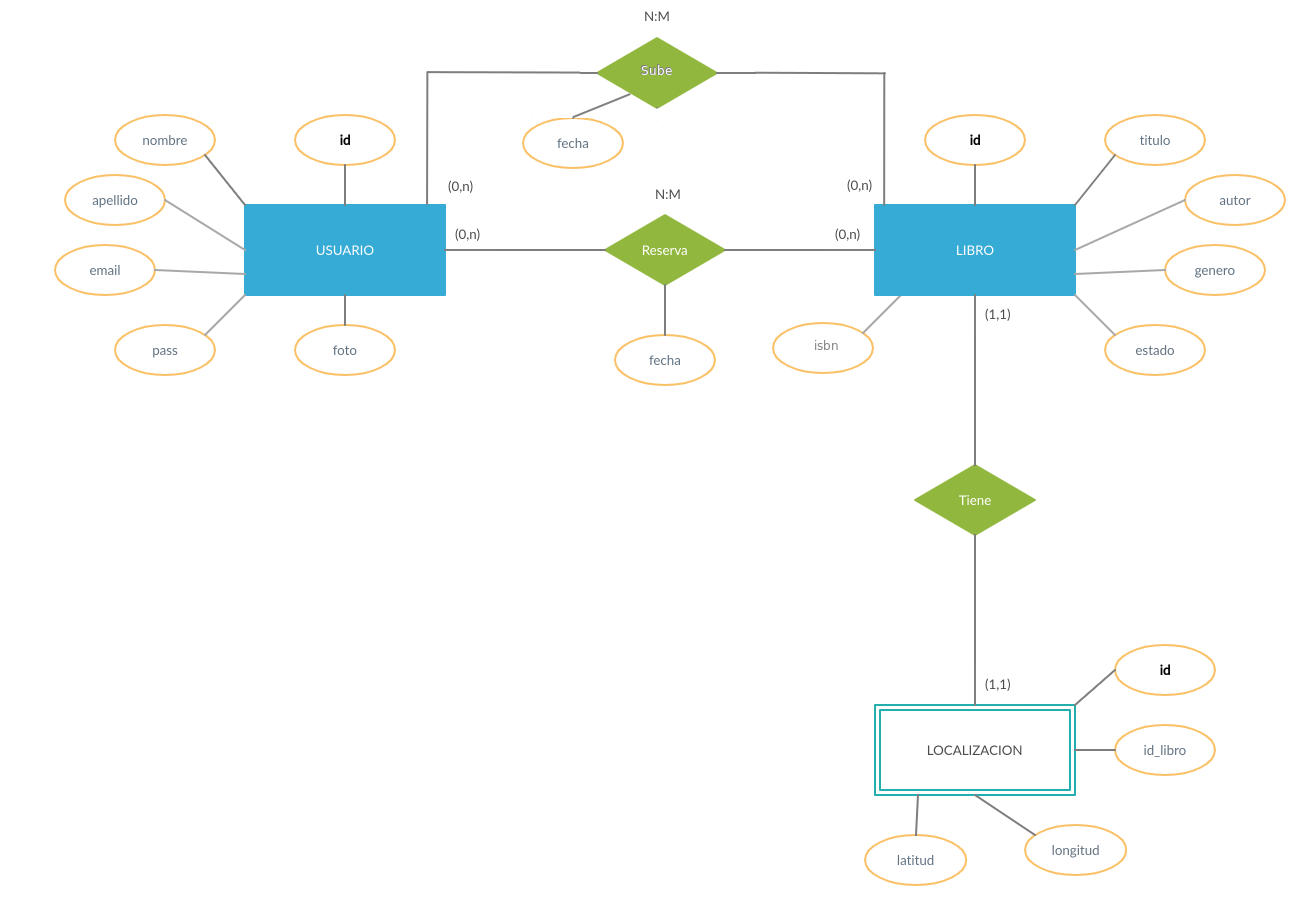 N:M
Sube
nombre
id
fecha
id
titulo
(0,n)
(0,n)
N:M
apellido
autor
(0,n)
(0,n)
USUARIO
Reserva
LIBRO
email
genero
(1,1)
pass
foto
fecha
isbn
estado
Tiene
id
(1,1)
LOCALIZACION
id_libro
latitud
longitud